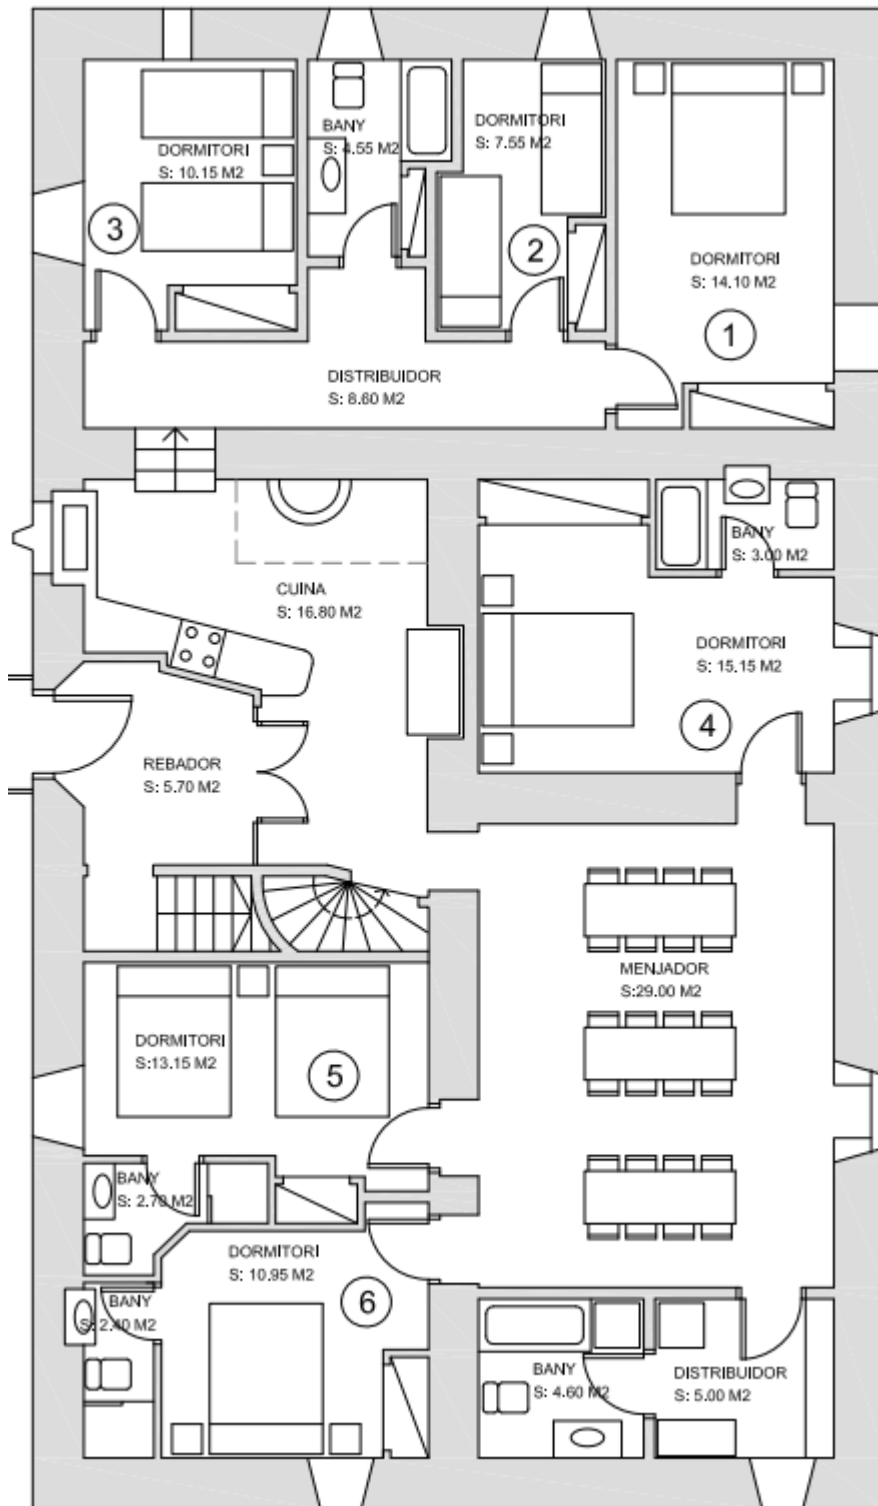 DORMITORI
S: 10.15 M2
3
BANY
S: 4.55 M2
DORMITORI
S: 7.55 M2
2
DORMITORI
S: 14.10 M2
1
DISTRIBUIDOR
S: 8.60 M2
CUINA
S: 16.80 M2
BANY
S: 3.00 M2
DORMITORI
S: 15.15 M2
4
REBADOR
S: 5.70 M2
MENJADOR
S:29.00 M2
DORMITORI
S:13.15 M2
5
BANY
S: 2.70 M2
DORMITORI
S: 10.95 M2
6
BANY
S: 2.40 M2
BANY
S: 4.60 M2
DISTRIBUIDOR
S: 5.00 M2